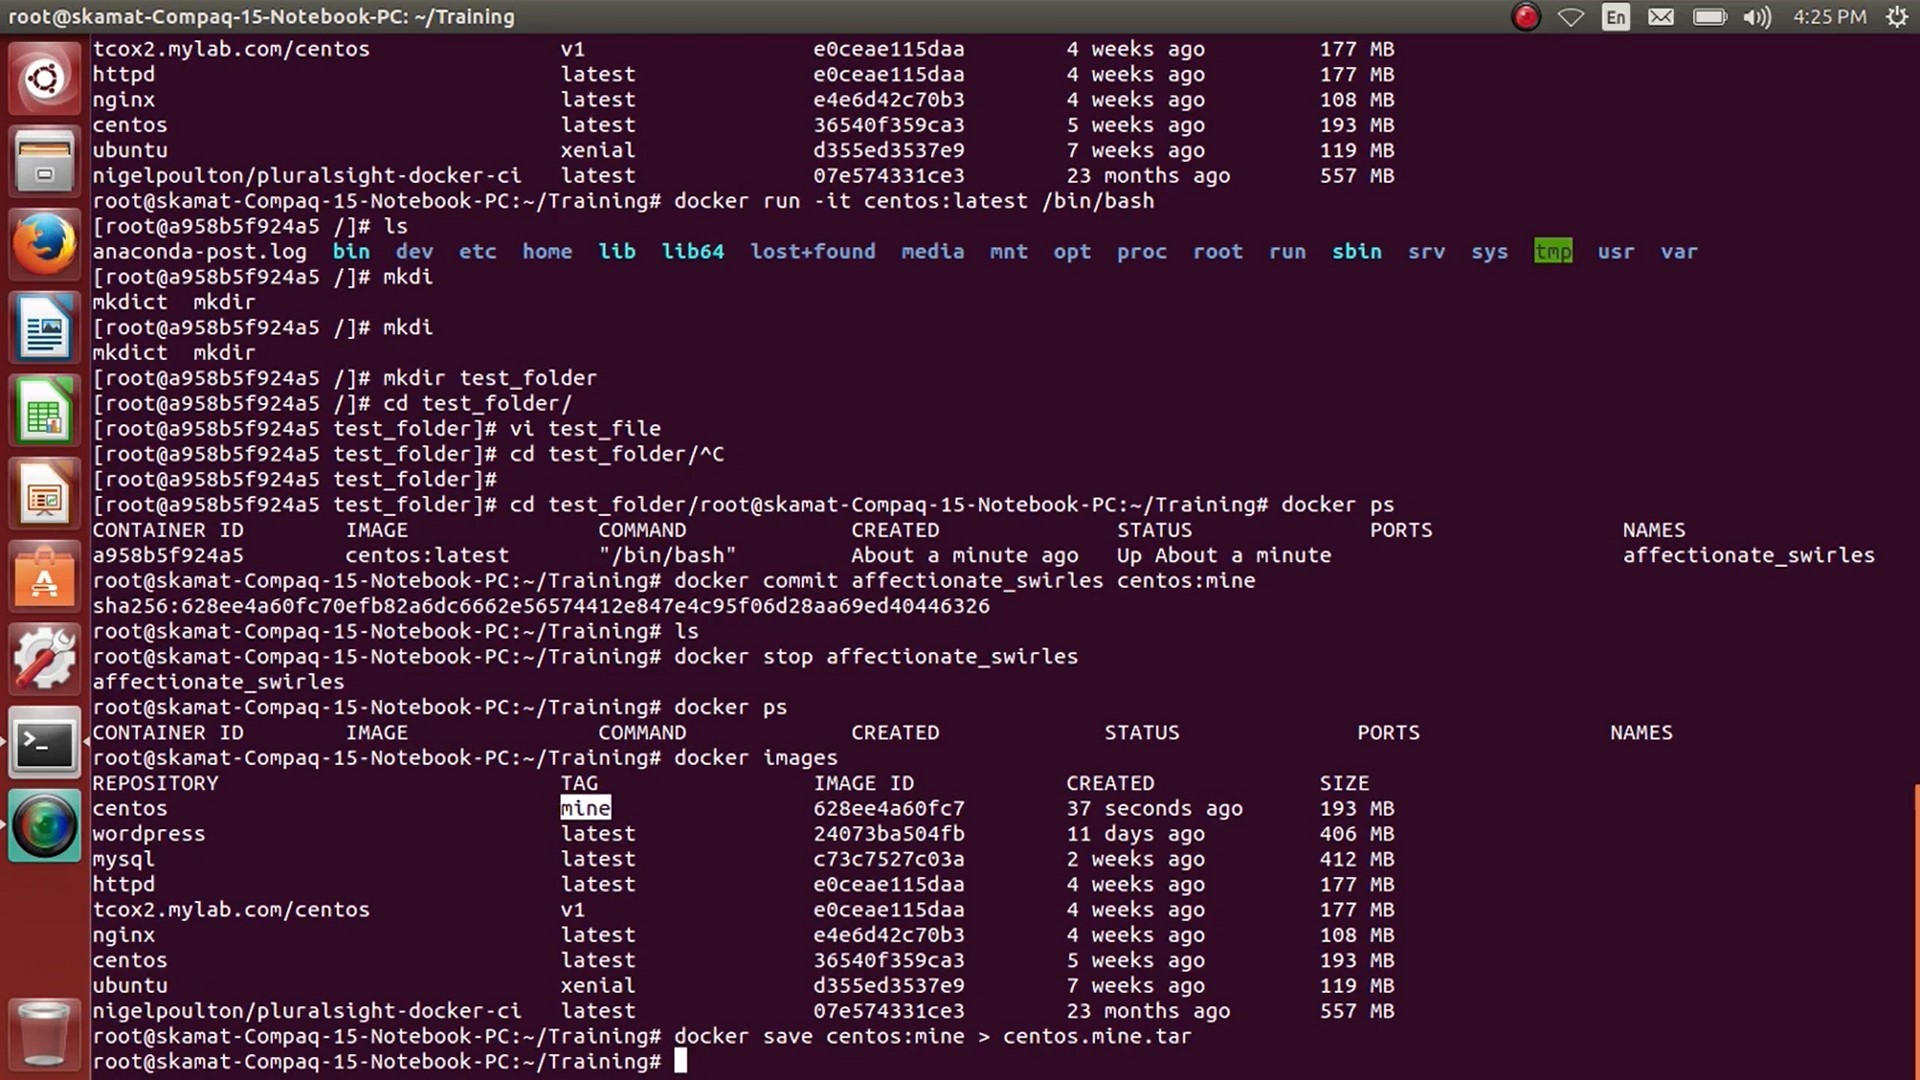 root@skamat-Compaq-15-Notebook-PC: ~/Training En 4:25 PM
tcox2.mylab.com/centos v1 e0ceae115daa 4 weeks ago 177 MB
httpd latest e0ceae115daa 4 weeks ago 177 MB
nginx latest e4e6d42c70b3 4 weeks ago 108 MB
centos latest 36540f359ca3 5 weeks ago 193 MB
ubuntu xenial d355ed3537e9 7 weeks ago 119 MB
nigelpoulton/pluralsight-docker-ci latest 07e574331ce3 23 months ago 557 MB
root@skamat-Compaq-15-Notebook-PC:~/Training# docker run -it centos:latest /bin/bash
[root@a958b5f924a5 /]# ls
anaconda-post.log bin dev etc home lib lib64 lost+found media mnt opt proc root run sbin srv sys tmp usr var
[root@a958b5f924a5 /]# mkdi
mkdict mkdir
[root@a958b5f924a5 /]# mkdi
mkdict mkdir
[root@a958b5f924a5 /]# mkdir test_folder
[root@a958b5f924a5 /]# cd test_folder/
[root@a958b5f924a5 test_folder]# vi test_file
[root@a958b5f924a5 test_folder]# cd test_folder/^C
[root@a958b5f924a5 test_folder]#
[root@a958b5f924a5 test_folder]# cd test_folder/root@skamat-Compaq-15-Notebook-PC:~/Training# docker ps
CONTAINER ID IMAGE COMMAND CREATED STATUS PORTS NAMES
a958b5f924a5 centos:latest "/bin/bash" About a minute ago Up About a minute affectionate_swirles
root@skamat-Compaq-15-Notebook-PC:~/Training# docker commit affectionate_swirles centos:mine
sha256:628ee4a60fc70efb82a6dc6662e56574412e847e4c95f06d28aa69ed40446326
root@skamat-Compaq-15-Notebook-PC:~/Training# ls
root@skamat-Compaq-15-Notebook-PC:~/Training# docker stop affectionate_swirles
affectionate_swirles
root@skamat-Compaq-15-Notebook-PC:~/Training# docker ps
CONTAINER ID IMAGE COMMAND CREATED STATUS PORTS NAMES
root@skamat-Compaq-15-Notebook-PC:~/Training# docker images
REPOSITORY TAG IMAGE ID CREATED SIZE
centos mine 628ee4a60fc7 37 seconds ago 193 MB
wordpress latest 24073ba504fb 11 days ago 406 MB
mysql latest c73c7527c03a 2 weeks ago 412 MB
httpd latest e0ceae115daa 4 weeks ago 177 MB
tcox2.mylab.com/centos v1 e0ceae115daa 4 weeks ago 177 MB
nginx latest e4e6d42c70b3 4 weeks ago 108 MB
centos latest 36540f359ca3 5 weeks ago 193 MB
ubuntu xenial d355ed3537e9 7 weeks ago 119 MB
nigelpoulton/pluralsight-docker-ci latest 07e574331ce3 23 months ago 557 MB
root@skamat-Compaq-15-Notebook-PC:~/Training# docker save centos:mine > centos.mine.tar
root@skamat-Compaq-15-Notebook-PC:~/Training#